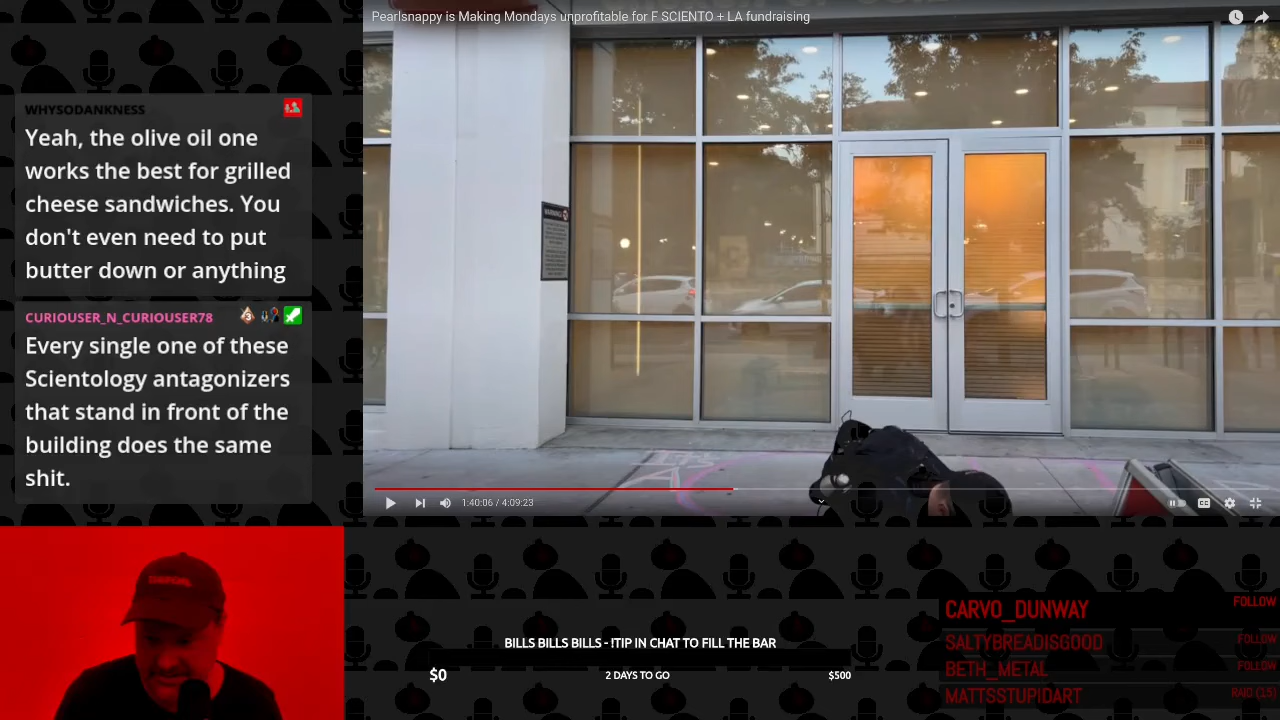 Pearlsnappy is Making Mondays unprofitable for F SCIENTO + LA fundraising
WHYSODANKNESS
Yeah, the olive oil one
works the best for grilled
cheese sandwiches. You
don't even need to put
butter down or anything
CURIOUSER_N_CURIOUSER78
Every single one of these
Scientology antagonizers
that stand in front of the
building does the same
shit.
WARNING
1:40:06 / 4:09:23
CC
BILLS BILLS BILLS - !TIP IN CHAT TO FILL THE BAR
$0 2 DAYS TO GO $500
CARVO_DUNWAY FOLLOW
SALTYBREADISGOOD FOLLOW
BETH_METAL FOLLOW
MATTSSTUPIDART RAID (15)